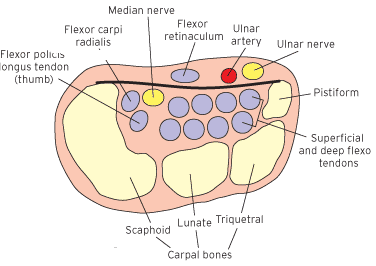 Median nerve
Flexor carpi
radialis
Flexor
retinaculum
Ulnar
artery
Ulnar nerve
Flexor policis
longus tendon
(thumb)
Pistiform
Superficial
and deep flexo
tendons
Scaphoid
Lunate
Triquetral
Carpal bones